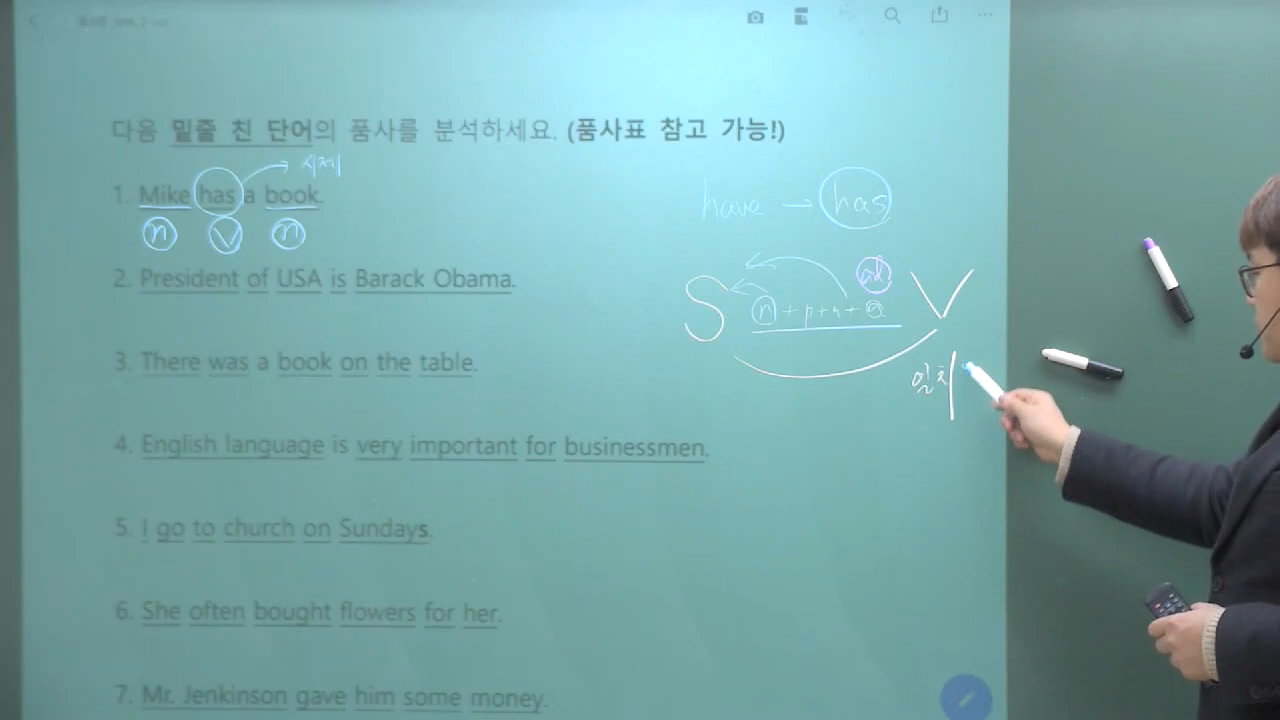 다음 밑줄 친 단어의 품사를 분석하세요. (품사표 참고 가능!)
시제
1. Mike has a book.
n v n
have → has
2. President of USA is Barack Obama.
ad
S n + p + a + n V
일치
3. There was a book on the table.
4. English language is very important for businessmen.
5. I go to church on Sundays.
6. She often bought flowers for her.
7. Mr. Jenkinson gave him some money.